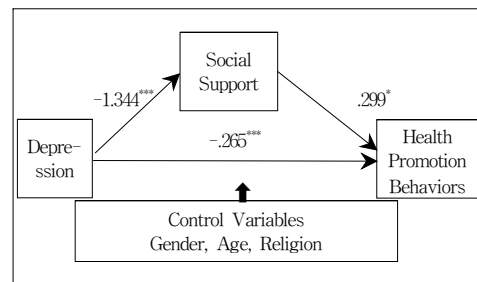 Social
Support
-1.344***
.299*
-.265***
Depre-
ssion
Health
Promotion
Behaviors
Control Variables
Gender, Age, Religion